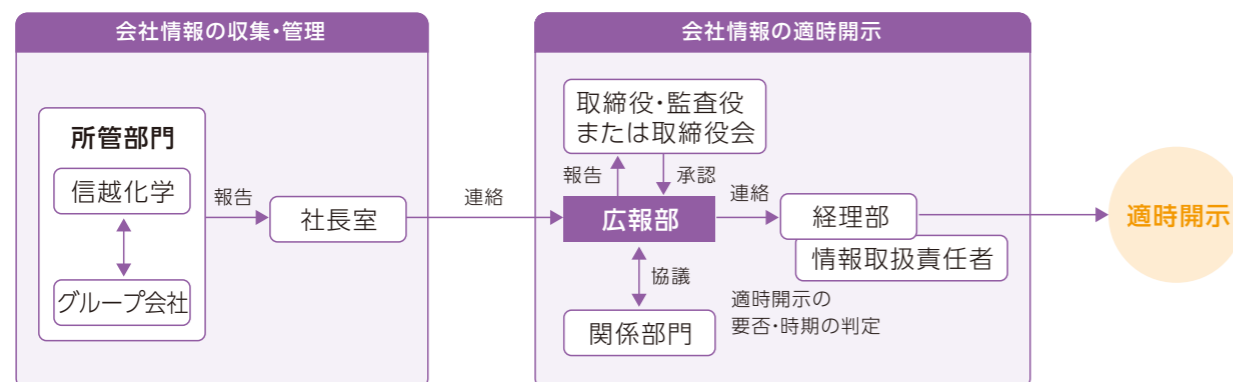 会社情報の収集・管理
所管部門
信越化学
グループ会社
報告
社長室
連絡
会社情報の適時開示
取締役・監査役
または取締役会
報告
承認
広報部
連絡
経理部
情報取扱責任者
協議
適時開示の
要否・時期の判定
関係部門
適時開示